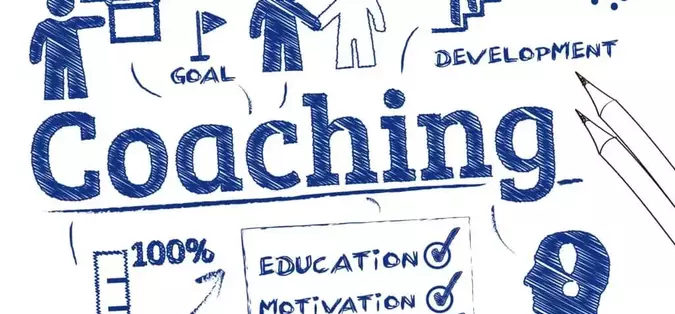 GOAL
DEVELOPMENT
Coaching
100%
EDUCATION
MOTIVATION
!